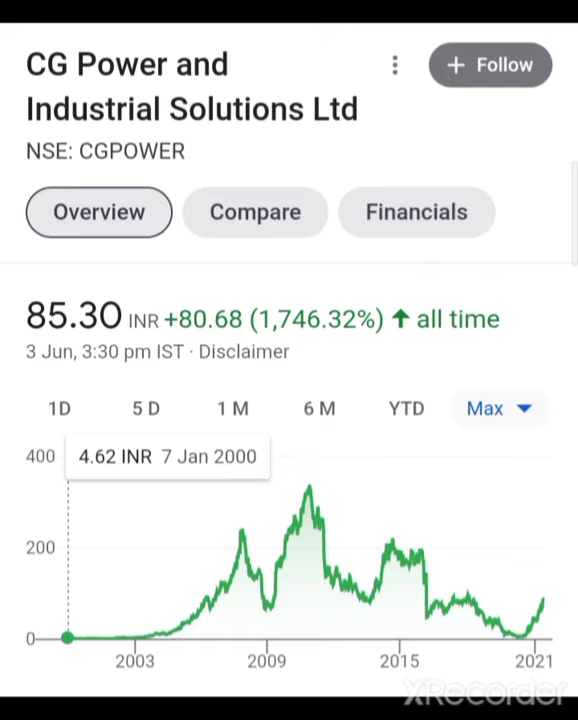 CG Power and
Industrial Solutions Ltd
+ Follow
NSE: CGPOWER
Overview
Compare
Financials
85.30 INR +80.68 (1,746.32%) ↑ all time
3 Jun, 3:30 pm IST · Disclaimer
1D 5 D 1 M 6 M YTD Max
400
4.62 INR 7 Jan 2000
200
0
2003 2009 2015 2021
XRecorder